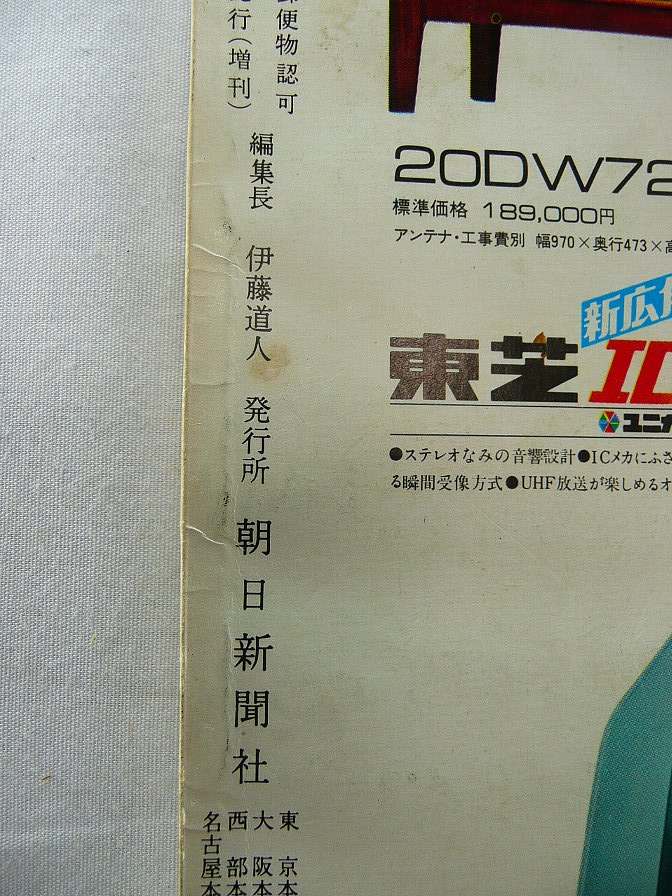 郵便物認可
行(増刊)
編集長 伊藤道人 発行所 朝日新聞社
東京本
大阪本
西部本
名古屋本
20DW72
標準価格 189,000円
アンテナ・工事費別 幅970×奥行473×高
新広
東芝IC
ユニカ
●ステレオなみの音響設計●ICメカにふさ
る瞬間受像方式●UHF放送が楽しめるオ